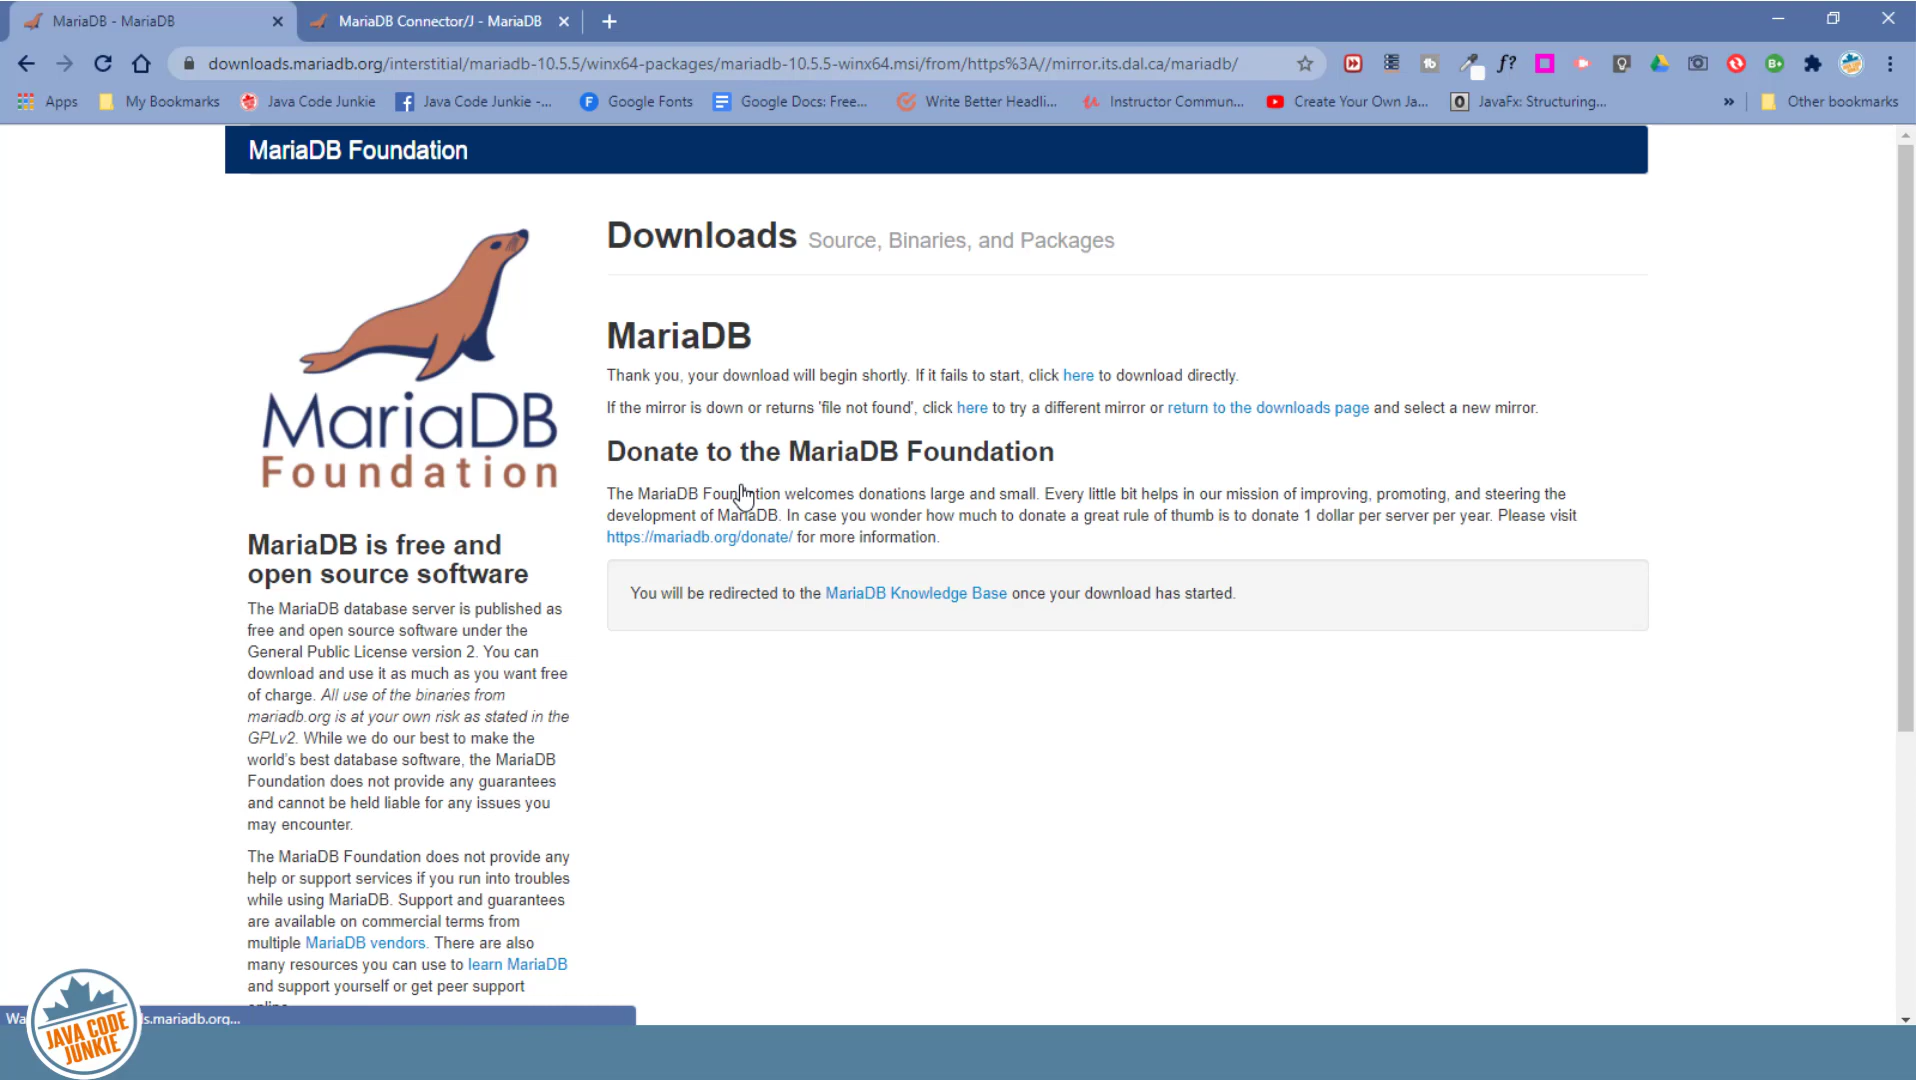 MariaDB - MariaDB
MariaDB Connector/J - MariaDB
downloads.mariadb.org/interstitial/mariadb-10.5.5/winx64-packages/mariadb-10.5.5-winx64.msi/from/https%3A//mirror.its.dal.ca/mariadb/
Apps
My Bookmarks
Java Code Junkie
Java Code Junkie -...
Google Fonts
Google Docs: Free...
Write Better Headli...
Instructor Commun...
Create Your Own Ja...
JavaFx: Structuring...
»
Other bookmarks
MariaDB Foundation
MariaDB
Foundation
MariaDB is free and
open source software
The MariaDB database server is published as
free and open source software under the
General Public License version 2. You can
download and use it as much as you want free
of charge. All use of the binaries from
mariadb.org is at your own risk as stated in the
GPLv2. While we do our best to make the
world's best database software, the MariaDB
Foundation does not provide any guarantees
and cannot be held liable for any issues you
may encounter.
The MariaDB Foundation does not provide any
help or support services if you run into troubles
while using MariaDB. Support and guarantees
are available on commercial terms from
multiple MariaDB vendors. There are also
many resources you can use to learn MariaDB
and support yourself or get peer support
Downloads Source, Binaries, and Packages
MariaDB
Thank you, your download will begin shortly. If it fails to start, click here to download directly.
If the mirror is down or returns 'file not found', click here to try a different mirror or return to the downloads page and select a new mirror.
Donate to the MariaDB Foundation
The MariaDB Foundation welcomes donations large and small. Every little bit helps in our mission of improving, promoting, and steering the
development of MariaDB. In case you wonder how much to donate a great rule of thumb is to donate 1 dollar per server per year. Please visit
https://mariadb.org/donate/ for more information.
You will be redirected to the MariaDB Knowledge Base once your download has started.
s.mariadb.org...
JAVA CODE
JUNKIE